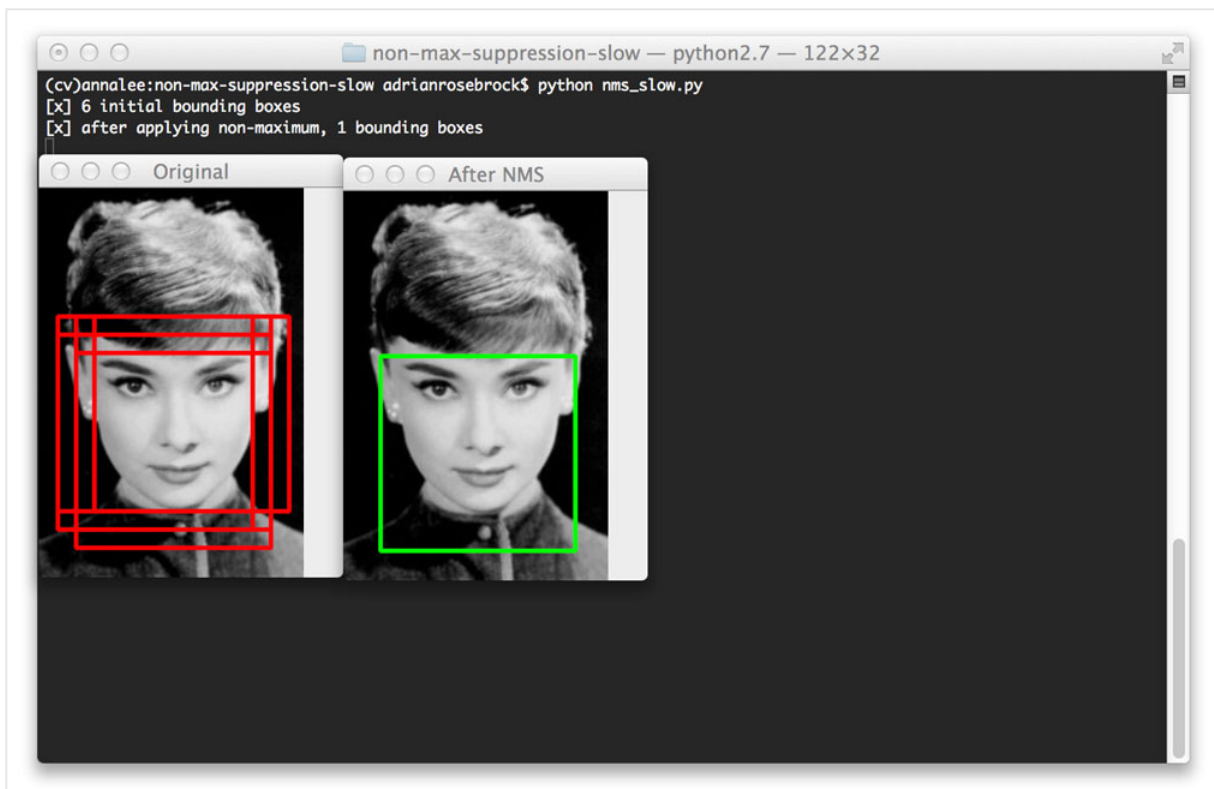 non-max-suppression-slow — python2.7 — 122×32
(cv)annalee:non-max-suppression-slow adrianrosebrock$ python nms_slow.py
[x] 6 initial bounding boxes
[x] after applying non-maximum, 1 bounding boxes
Original
After NMS